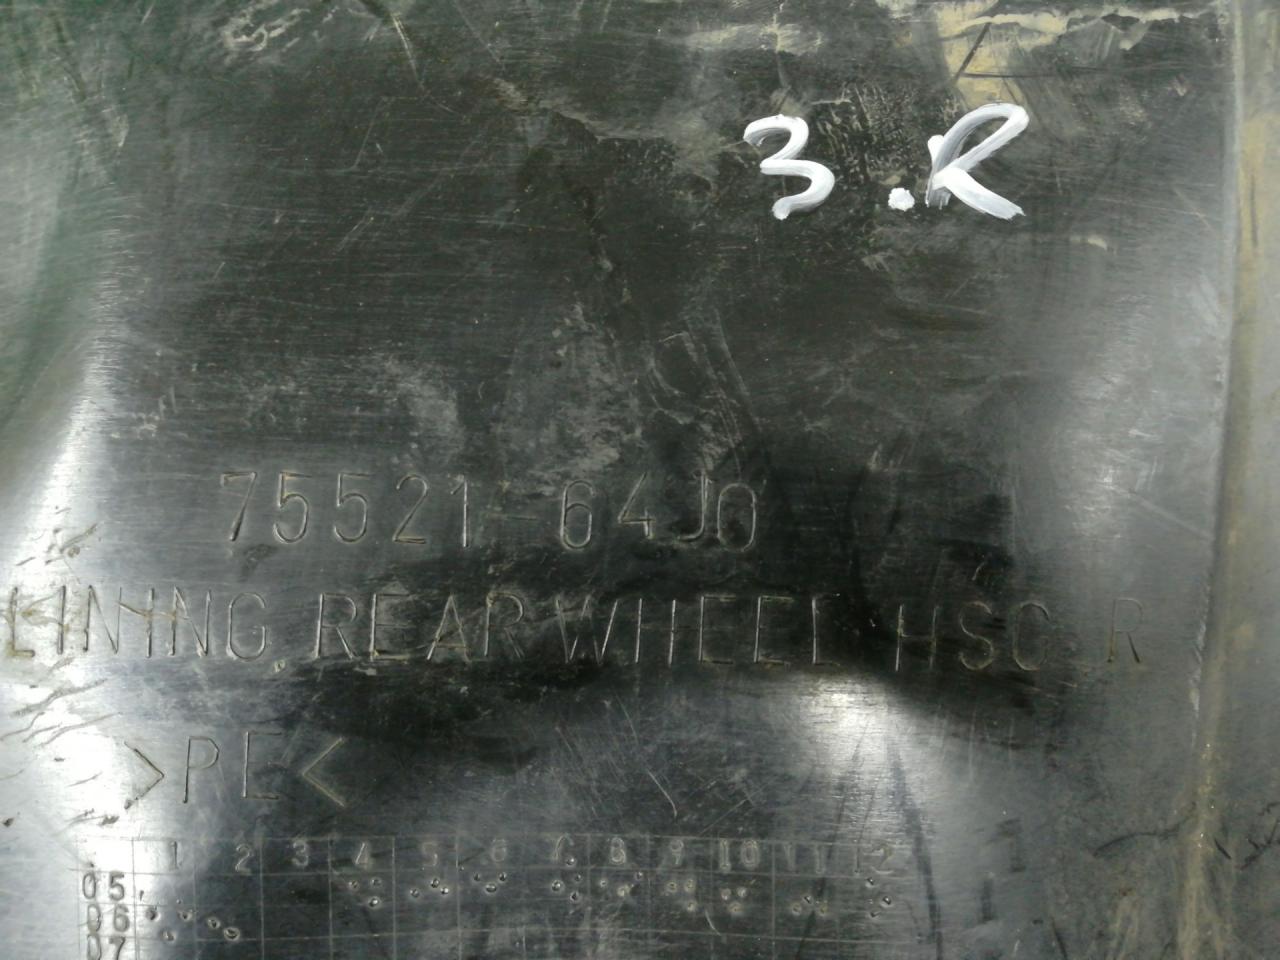 3.R
75521-64J0
LINING, REAR WHEEL HSG R
>PE<
1 2 3 4 5 6 7 8 9 10 11 12
05
06
07